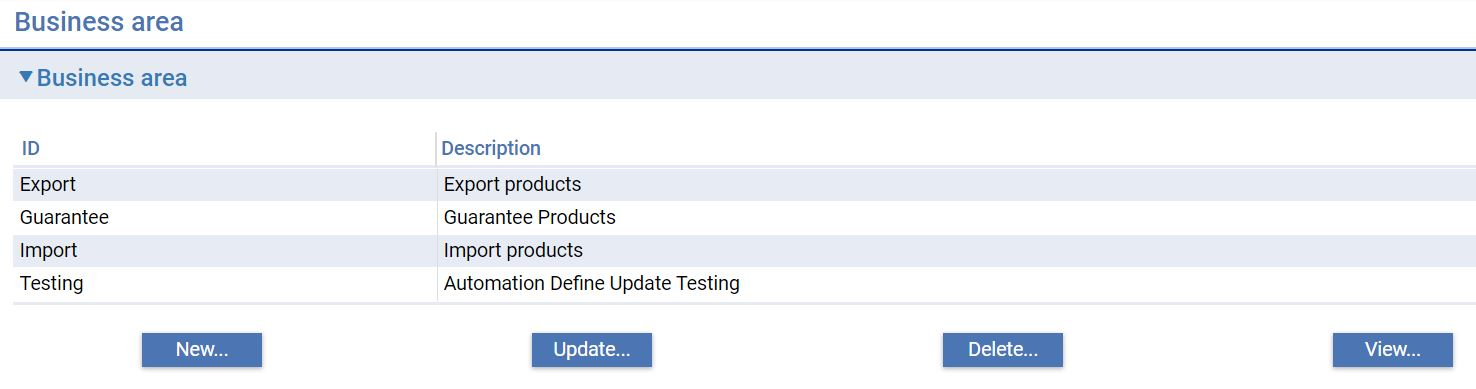 Business area
Business area
ID Description
Export Export products
Guarantee Guarantee Products
Import Import products
Testing Automation Define Update Testing
New... Update... Delete... View...